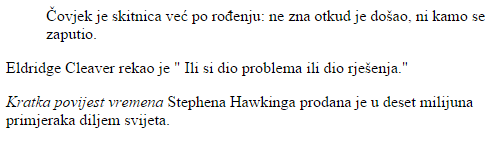 Čovjek je skitnica već po rođenju: ne zna otkud je došao, ni kamo se
zaputio.
Eldridge Cleaver rekao je " Ili si dio problema ili dio rješenja."
Kratka povijest vremena Stephena Hawkinga prodana je u deset milijuna
primjeraka diljem svijeta.